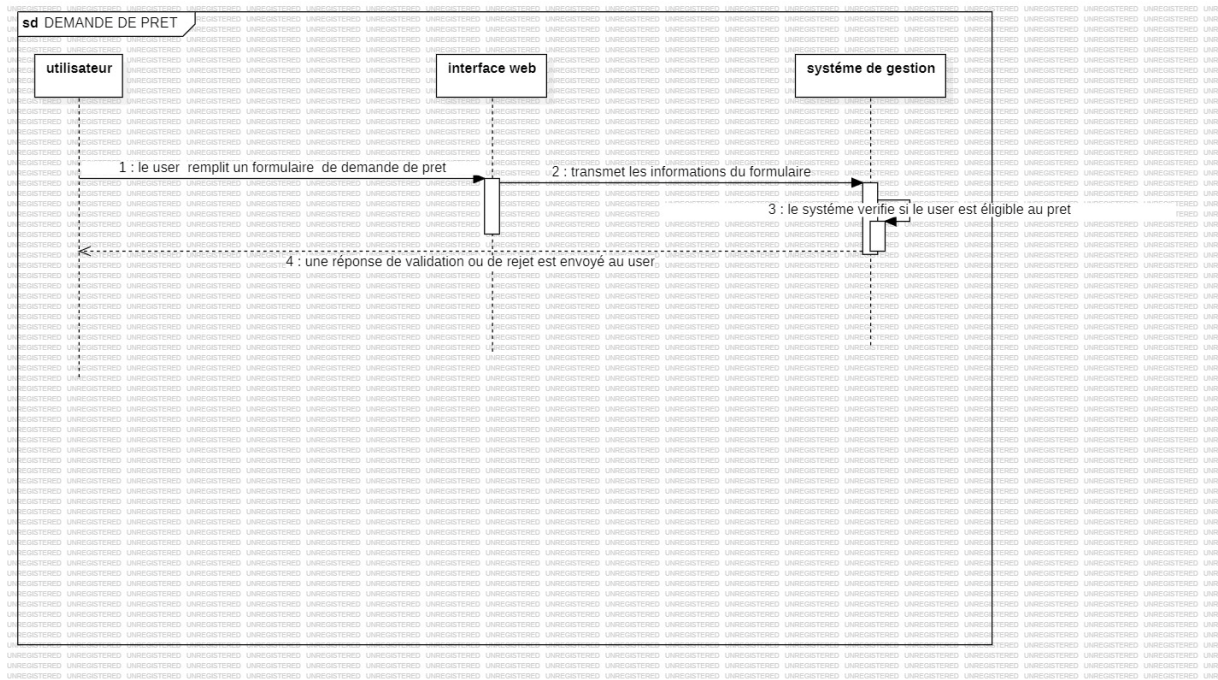 sd DEMANDE DE PRET
utilisateur
interface web
systéme de gestion
1 : le user remplit un formulaire de demande de pret
2 : transmet les informations du formulaire
3 : le systéme verifie si le user est éligible au pret
4 : une réponse de validation ou de rejet est envoyé au user
UNREGISTERED